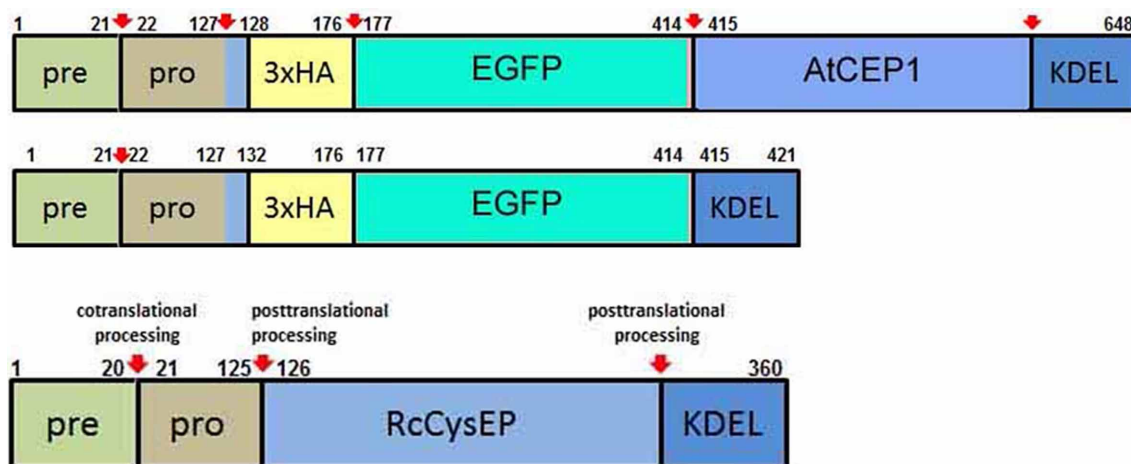 1 21 22 127 128 176 177 414 415 648
pre pro 3xHA EGFP AtCEP1 KDEL
1 21 22 127 132 176 177 414 415 421
pre pro 3xHA EGFP KDEL
cotranslational posttranslational posttranslational
processing processing processing
1 20 21 125 126 360
pre pro RcCysEP KDEL